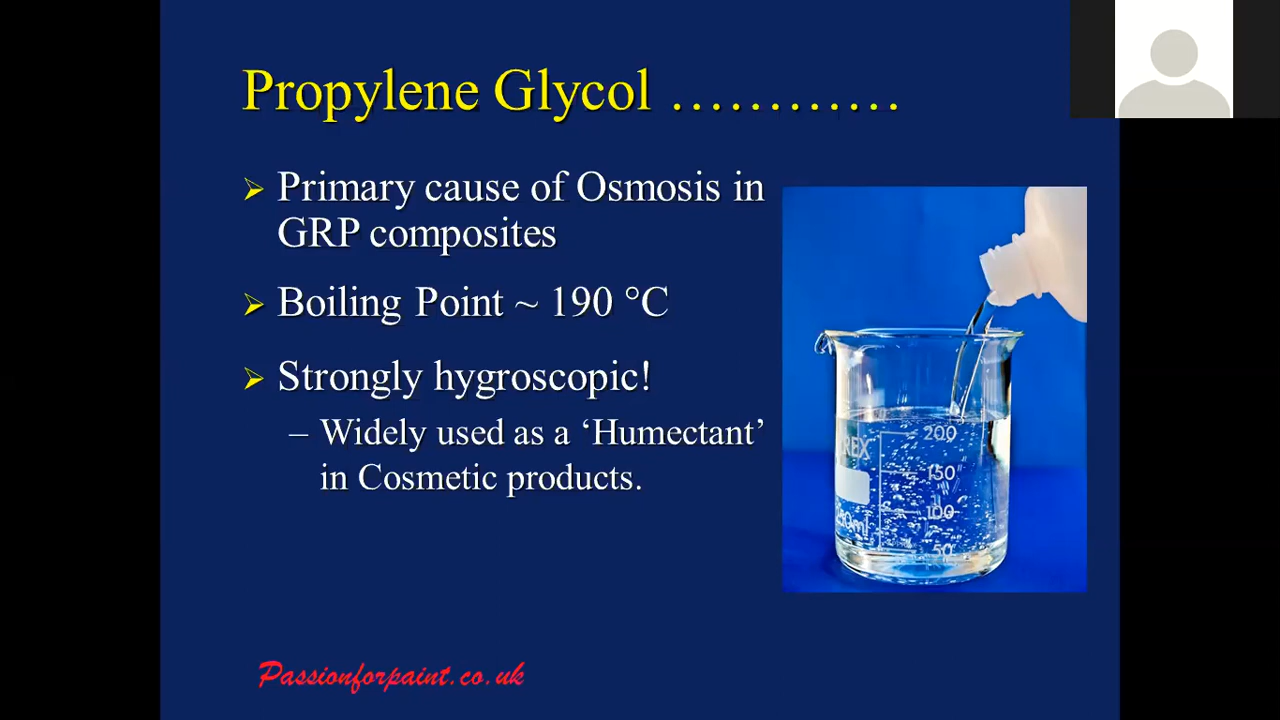 Propylene Glycol …………
➢ Primary cause of Osmosis in
GRP composites
➢ Boiling Point ~ 190 °C
➢ Strongly hygroscopic!
– Widely used as a ‘Humectant’
in Cosmetic products.
200
REX
150
100
50
Passionforpaint.co.uk